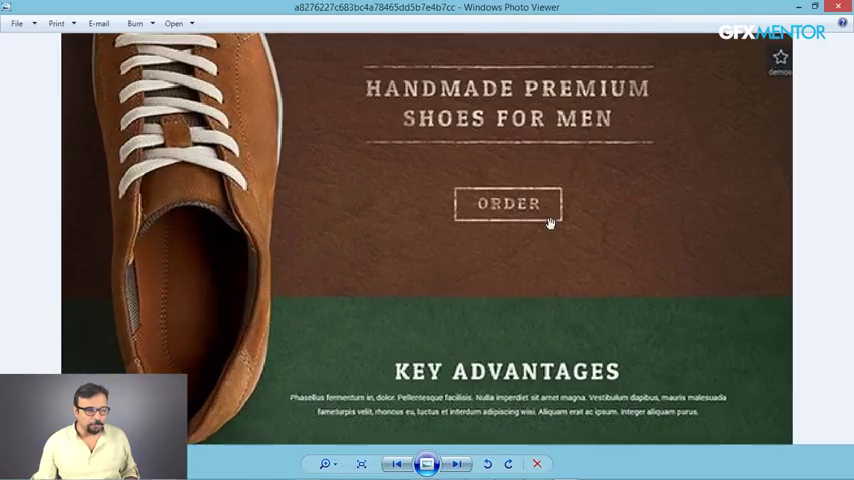 a8276227c683bc4a78465dd5b7e4b7cc - Windows Photo Viewer
File Print E-mail Burn Open
GFXMENTOR
demos
HANDMADE PREMIUM
SHOES FOR MEN
ORDER
KEY ADVANTAGES
Phasellus fermentum in, dolor. Pellentesque facilisis. Nulla imperdiet sit amet magna. Vestibulum dapibus, mauris malesuada
fameturpis velit, rhoncus eu, luctus et interdum adipiscing wisi. Aliquam erat ac ipsum. Integer aliquam purus.